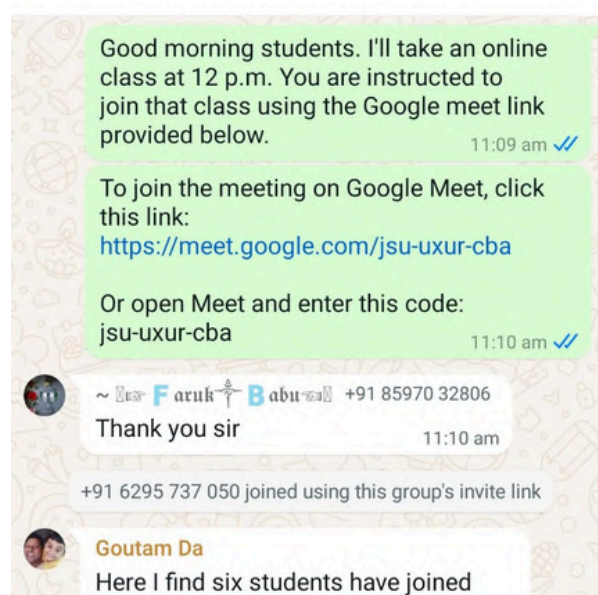 Good morning students. I'll take an online
class at 12 p.m. You are instructed to
join that class using the Google meet link
provided below.
11:09 am
To join the meeting on Google Meet, click
this link:
https://meet.google.com/jsu-uxur-cba
Or open Meet and enter this code:
jsu-uxur-cba
11:10 am
~ ☞ F aruk B abu +91 85970 32806
Thank you sir
11:10 am
+91 6295 737 050 joined using this group's invite link
Goutam Da
Here I find six students have joined